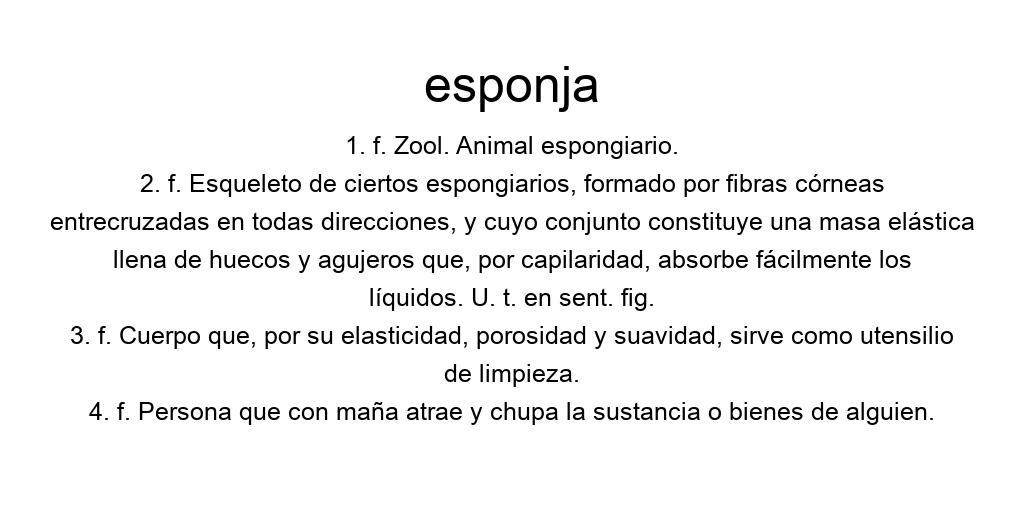 esponja
1. f. Zool. Animal espongiario.
2. f. Esqueleto de ciertos espongiarios, formado por fibras córneas
entrecruzadas en todas direcciones, y cuyo conjunto constituye una masa elástica
llena de huecos y agujeros que, por capilaridad, absorbe fácilmente los
líquidos. U. t. en sent. fig.
3. f. Cuerpo que, por su elasticidad, porosidad y suavidad, sirve como utensilio
de limpieza.
4. f. Persona que con maña atrae y chupa la sustancia o bienes de alguien.